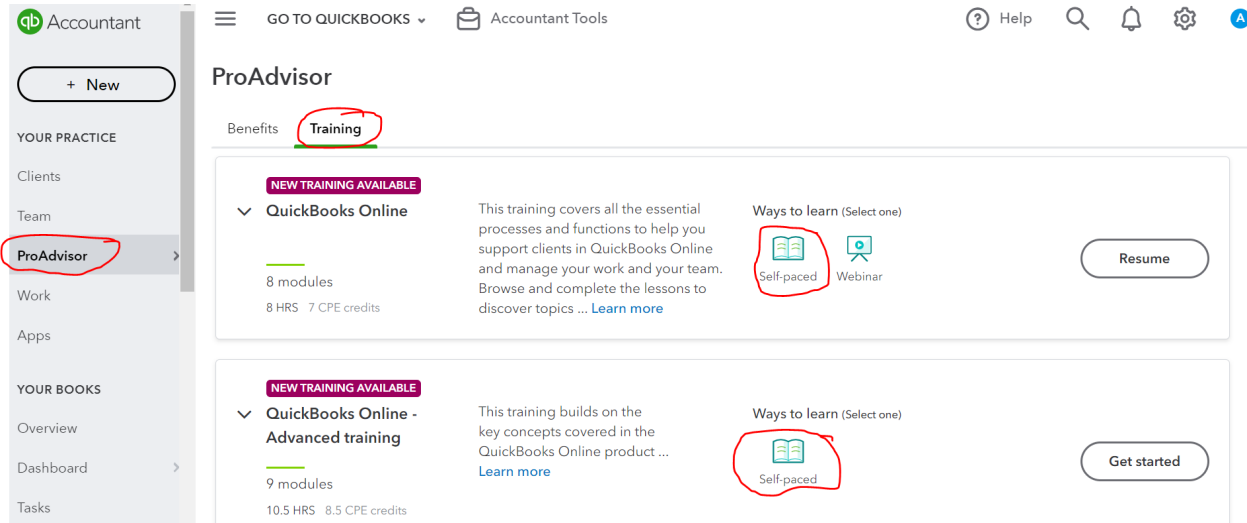 qb Accountant
GO TO QUICKBOOKS
Accountant Tools
Help
A
+ New
YOUR PRACTICE
Clients
Team
ProAdvisor
Work
Apps
YOUR BOOKS
Overview
Dashboard
Tasks
ProAdvisor
Benefits
Training
NEW TRAINING AVAILABLE
QuickBooks Online
8 modules
8 HRS 7 CPE credits
This training covers all the essential
processes and functions to help you
support clients in QuickBooks Online
and manage your work and your team.
Browse and complete the lessons to
discover topics ... Learn more
Ways to learn (Select one)
Self-paced
Webinar
Resume
NEW TRAINING AVAILABLE
QuickBooks Online -
Advanced training
9 modules
10.5 HRS 8.5 CPE credits
This training builds on the
key concepts covered in the
QuickBooks Online product ...
Learn more
Ways to learn (Select one)
Self-paced
Get started